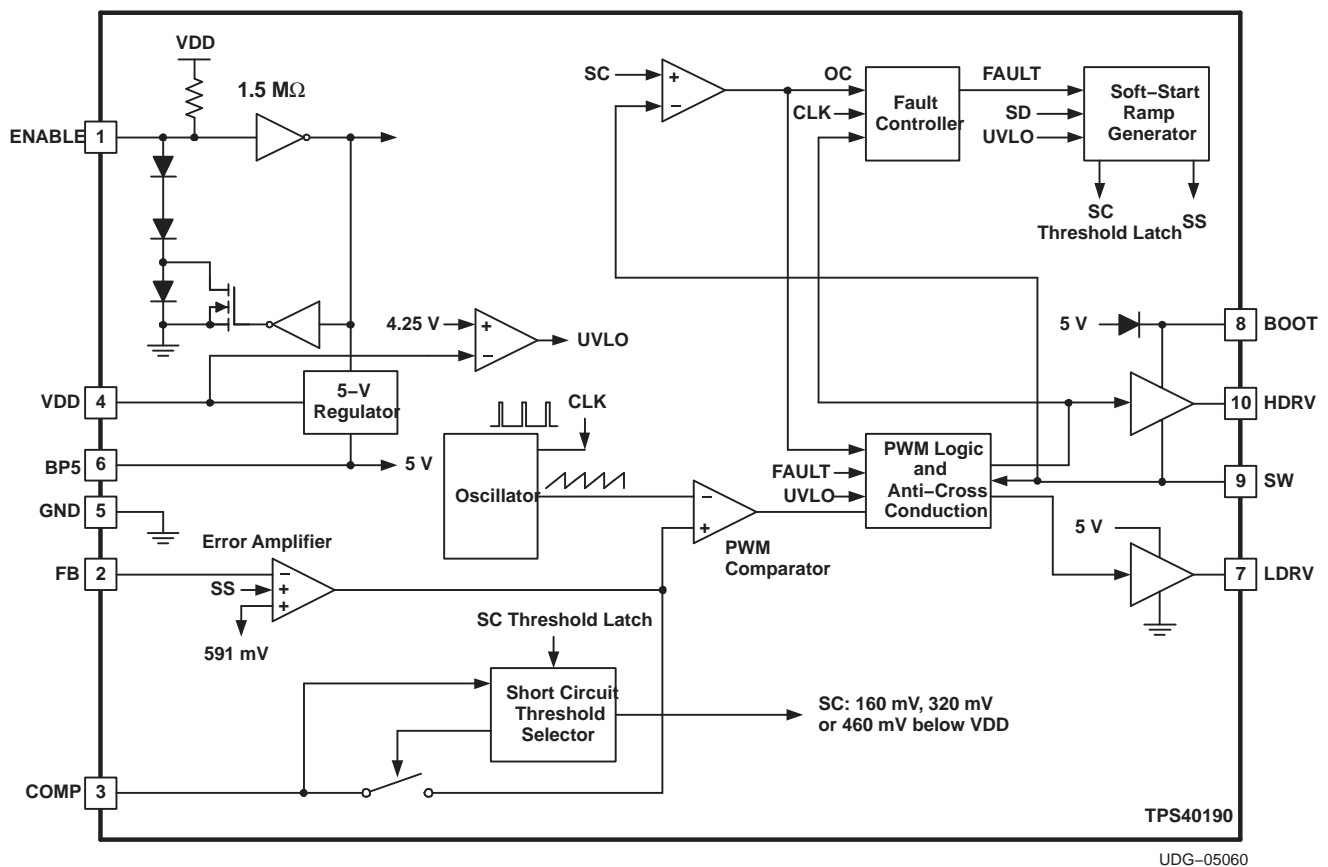 VDD
1.5 MΩ
ENABLE 1
SC
+
−
OC
CLK
Fault
Controller
FAULT
SD
UVLO
Soft−Start
Ramp
Generator
SC
Threshold Latch
SS
4.25 V
+
−
UVLO
5 V
8 BOOT
VDD 4
5−V
Regulator
CLK
10 HDRV
BP6 6
5 V
Oscillator
−
+
PWM
Comparator
FAULT
UVLO
PWM Logic
and
Anti−Cross
Conduction
9 SW
GND 5
5 V
Error Amplifier
FB 2
−
SS
+
+
591 mV
7 LDRV
SC Threshold Latch
Short Circuit
Threshold
Selector
SC: 160 mV, 320 mV
or 460 mV below VDD
COMP 3
TPS40190
UDG−05060